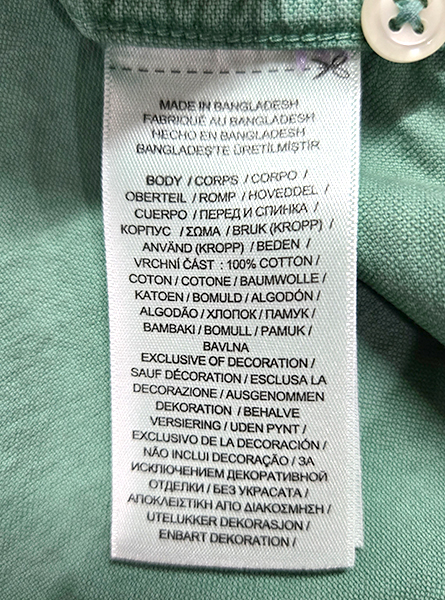 MADE IN BANGLADESH
FABRIQUÉ AU BANGLADESH
HECHO EN BANGLADESH
BANGLADEŞ'TE ÜRETİLMİŞTİR
BODY / CORPS / CORPO /
OBERTEIL / ROMP / HOVEDDEL /
CUERPO / ПЕРЕД И СПИНКА /
КОРПУС / ΣΩΜΑ / BRUK (KROPP) /
ANVÄND (KROPP) / BEDEN /
VRCHNÍ ČÁST : 100% COTTON /
COTON / COTONE / BAUMWOLLE /
KATOEN / BOMULD / ALGODÓN /
ALGODÃO / ХЛОПОК / ПАМУК /
BAMBAKI / BOMULL / PAMUK /
BAVLNA
EXCLUSIVE OF DECORATION /
SAUF DÉCORATION / ESCLUSA LA
DECORAZIONE / AUSGENOMMEN
DEKORATION / BEHALVE
VERSIERING / UDEN PYNT /
EXCLUSIVO DE LA DECORACIÓN /
NÃO INCLUI DECORAÇÃO / ЗА
ИСКЛЮЧЕНИЕМ ДЕКОРАТИВНОЙ
ОТДЕЛКИ / БЕЗ УКРАСАТА /
ΑΠΟΚΛΕΙΣΤΙΚΗ ΑΠΟ ΔΙΑΚΟΣΜΗΣΗ /
UTELUKKER DEKORASJON /
ENBART DEKORATION /